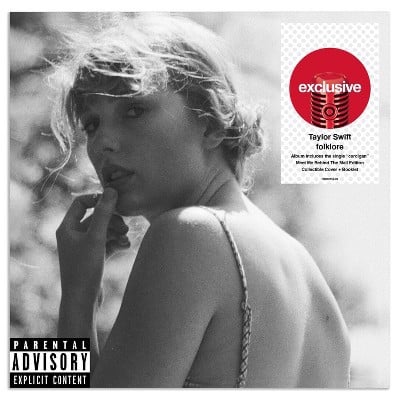 exclusive
Taylor Swift
folklore
Album includes the single "cardigan"
Meet Me Behind The Mall Edition
Collectible Cover + Booklet
PARENTAL
ADVISORY
EXPLICIT CONTENT